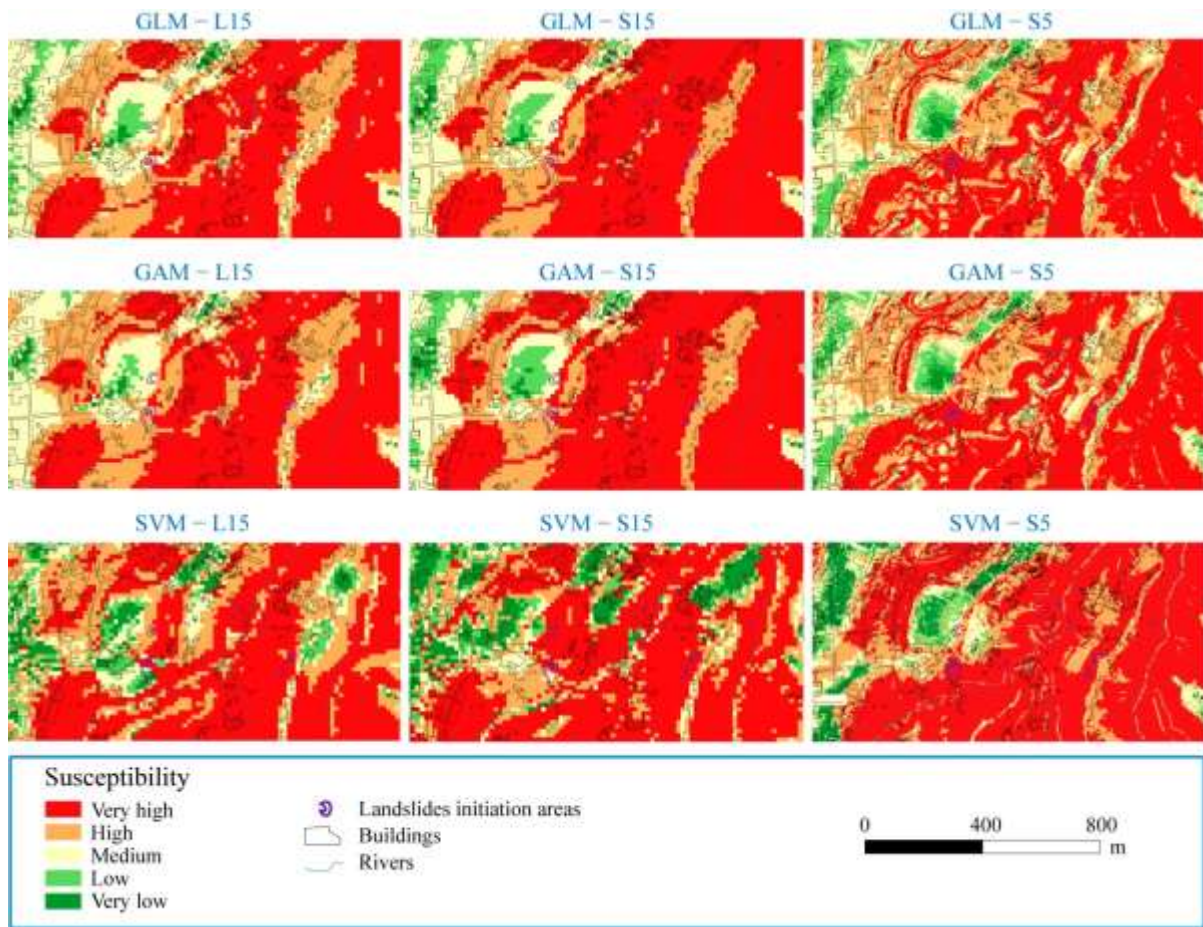 GLM − L15
GLM − S15
GLM − S5
GAM − L15
GAM − S15
GAM − S5
SVM − L15
SVM − S15
SVM − S5
Susceptibility
Very high
High
Medium
Low
Very low
Landslides initiation areas
Buildings
Rivers
0 400 800
m